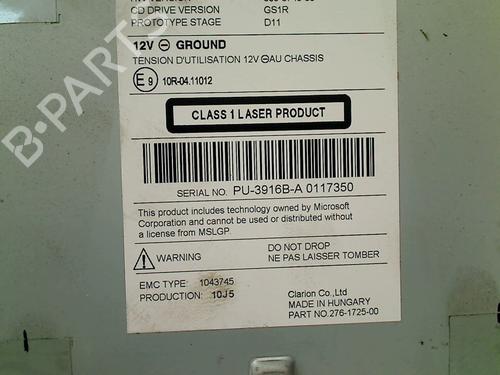 CD DRIVE VERSION GS1R
PROTOTYPE STAGE D11
12V ⊖ GROUND
TENSION D'UTILISATION 12V ⊖AU CHASSIS
E9 10R-04.11012
CLASS 1 LASER PRODUCT
SERIAL NO. PU-3916B-A 0117350
This product includes technology owned by Microsoft
Corporation and cannot be used or distributed without
a license from MSLGP.
WARNING
DO NOT DROP
NE PAS LAISSER TOMBER
EMC TYPE: 1043745
PRODUCTION: 10J5
Clarion Co.,Ltd
MADE IN HUNGARY
PART NO.276-1725-00
B-PARTS